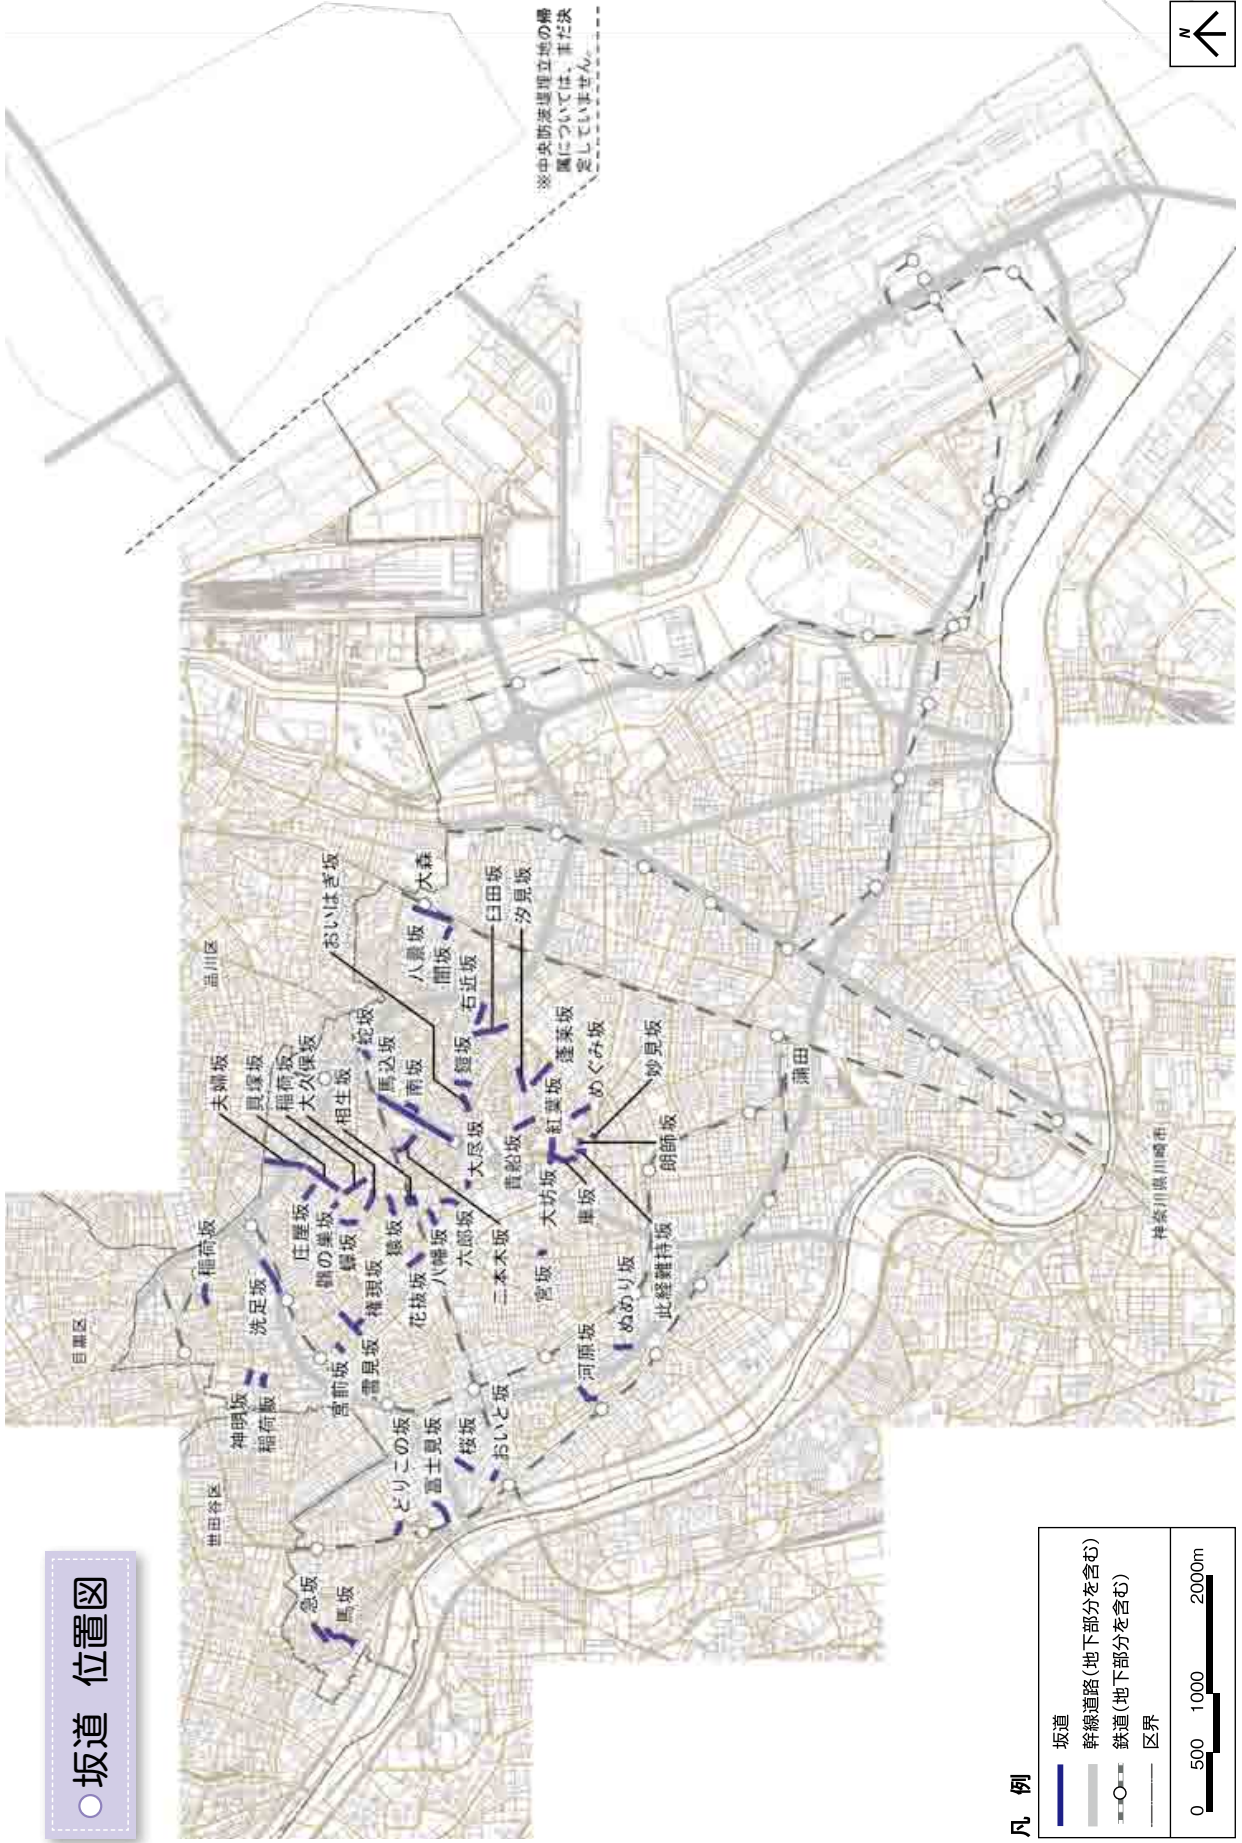 坂道 位置図
※中央防波堤埋立地の帰
属については、まだ決
定していません。
N
目黒区
世田谷区
品川区
神奈川県川崎市
稲荷坂
洗足坂
神明坂
稲荷坂
夫婦坂
貝塚坂
稲荷坂
大久保坂
相生坂
おいはぎ坂
蛇坂
馬込坂
南坂
八景坂
大森
闇坂
右近坂
臼田坂
汐見坂
鐙坂
庄屋坂
鶴の巣坂
蝉坂
権現坂
猿坂
花抜坂
八幡坂
六郎坂
二本木坂
大尽坂
貴船坂
紅葉坂
蓬莱坂
めぐみ坂
妙見坂
朗師坂
大坊坂
車坂
此経難持坂
宮坂
ぬめり坂
河原坂
宮前坂
雪見坂
どりこの坂
富士見坂
桜坂
おいと坂
急坂
馬坂
蒲田
凡 例
坂道
幹線道路(地下部分を含む)
鉄道(地下部分を含む)
区界
0 500 1000 2000m